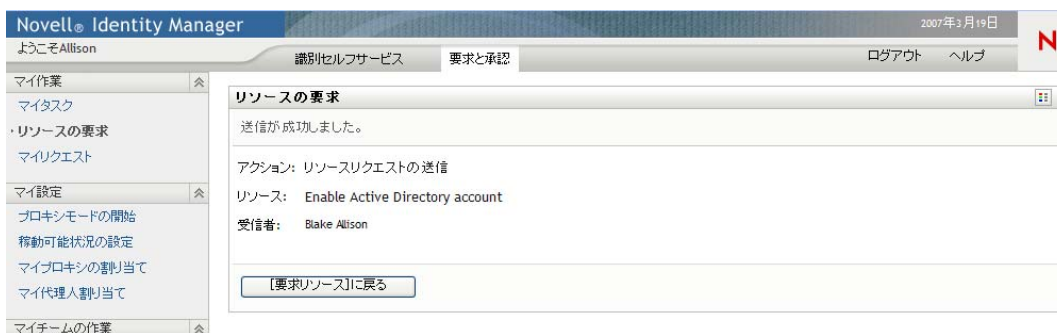 Novell® Identity Manager
2007年3月19日
ようこそAllison
識別セルフサービス
要求と承認
ログアウト
ヘルプ
N
マイ作業
マイタスク
・リソースの要求
マイリクエスト
マイ設定
プロキシモードの開始
稼動可能状況の設定
マイプロキシの割り当て
マイ代理人割り当て
マイチームの作業
リソースの要求
送信が成功しました。
アクション: リソースリクエストの送信
リソース: Enable Active Directory account
受信者: Blake Allison
[要求リソース]に戻る